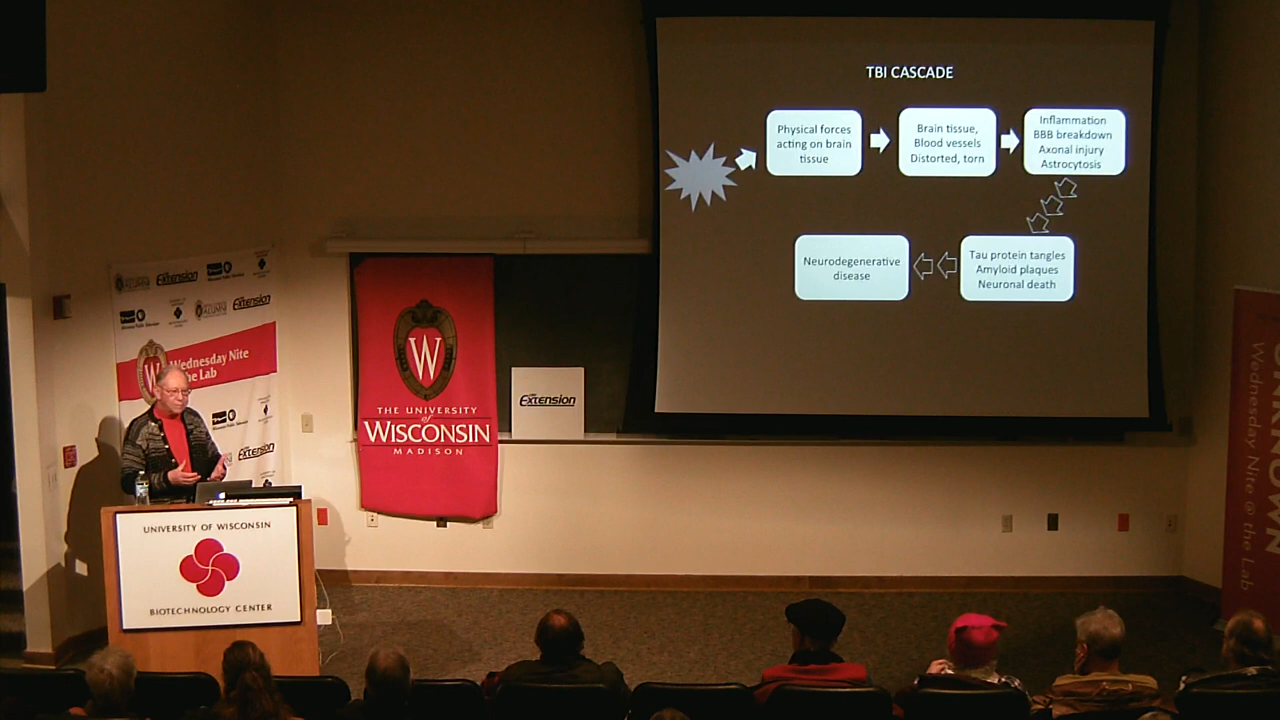 TBI CASCADE
Physical forces
acting on brain
tissue
Brain tissue,
Blood vessels
Distorted, torn
Inflammation
BBB breakdown
Axonal injury
Astrocytosis
Neurodegenerative
disease
Tau protein tangles
Amyloid plaques
Neuronal death
Extension
ALUMNI
Extension
Wednesday Nite
the Lab
Extension
W
THE UNIVERSITY
of
WISCONSIN
MADISON
Extension
UNIVERSITY OF WISCONSIN
BIOTECHNOLOGY CENTER
Wednesday Nite @ the Lab